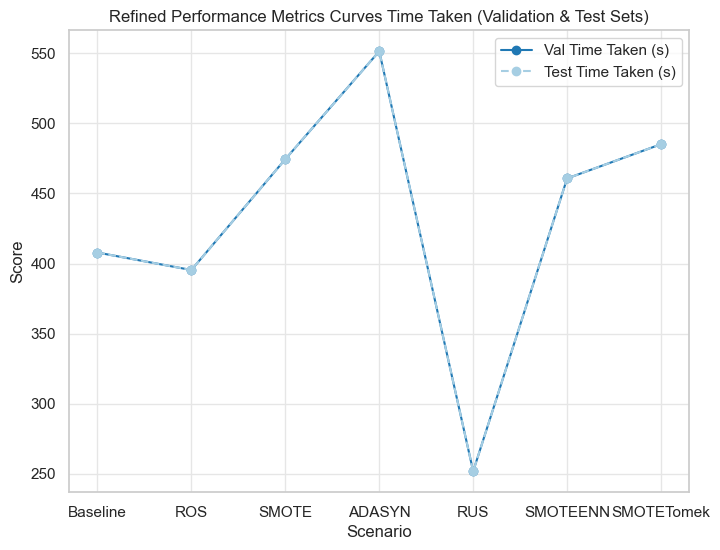 Refined Performance Metrics Curves Time Taken (Validation & Test Sets)
Val Time Taken (s)
Test Time Taken (s)
Score
550
500
450
400
350
300
250
Baseline ROS SMOTE ADASYN RUS SMOTEENN SMOTETomek
Scenario